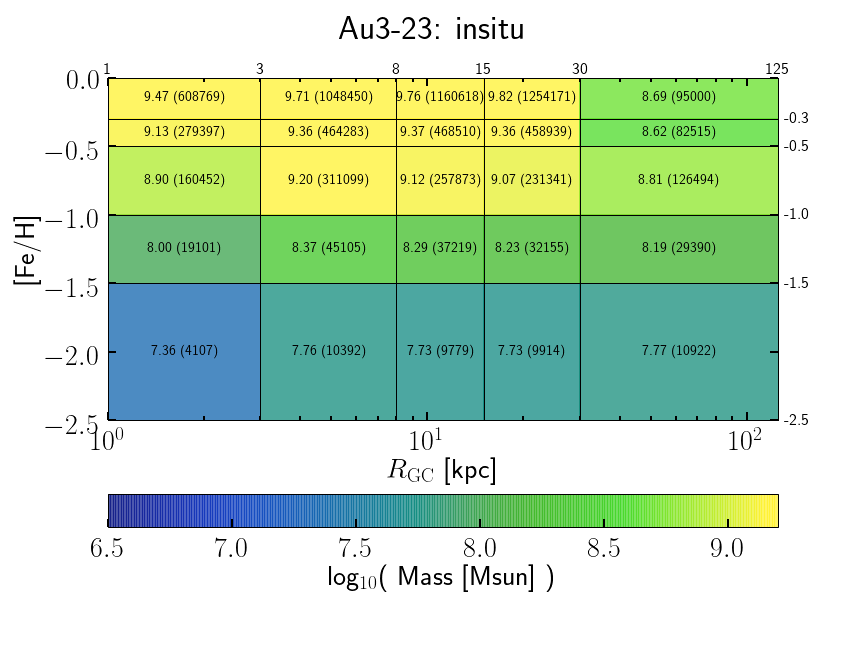 Au3-23: insitu
1 3 8 15 30 125
0.0
9.47 (608769) 9.71 (1048450) 9.76 (1160618) 9.82 (1254171) 8.69 (95000)
-0.3
9.13 (279397) 9.36 (464283) 9.37 (468510) 9.36 (458939) 8.62 (82515)
−0.5 -0.5
8.90 (160452) 9.20 (311099) 9.12 (257873) 9.07 (231341) 8.81 (126494)
−1.0 -1.0
[Fe/H]
8.00 (19101) 8.37 (45105) 8.29 (37219) 8.23 (32155) 8.19 (29390)
−1.5 -1.5
7.36 (4107) 7.76 (10392) 7.73 (9779) 7.73 (9914) 7.77 (10922)
−2.0
−2.5 -2.5
10⁰ 10¹ 10²
R_GC [kpc]
6.5 7.0 7.5 8.0 8.5 9.0
log₁₀( Mass [Msun] )